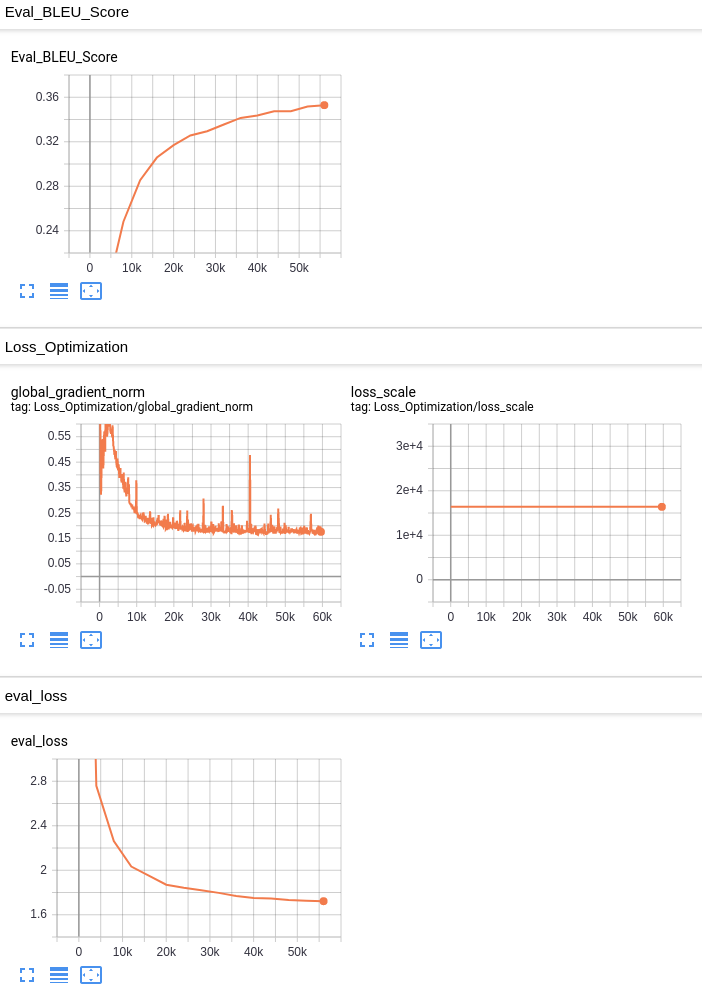 Eval_BLEU_Score
Eval_BLEU_Score
0.36
0.32
0.28
0.24
0 10k 20k 30k 40k 50k
Loss_Optimization
global_gradient_norm
tag: Loss_Optimization/global_gradient_norm
0.55
0.45
0.35
0.25
0.15
0.05
-0.05
0 10k 20k 30k 40k 50k 60k
loss_scale
tag: Loss_Optimization/loss_scale
3e+4
2e+4
1e+4
0
0 10k 20k 30k 40k 50k 60k
eval_loss
eval_loss
2.8
2.4
2
1.6
0 10k 20k 30k 40k 50k